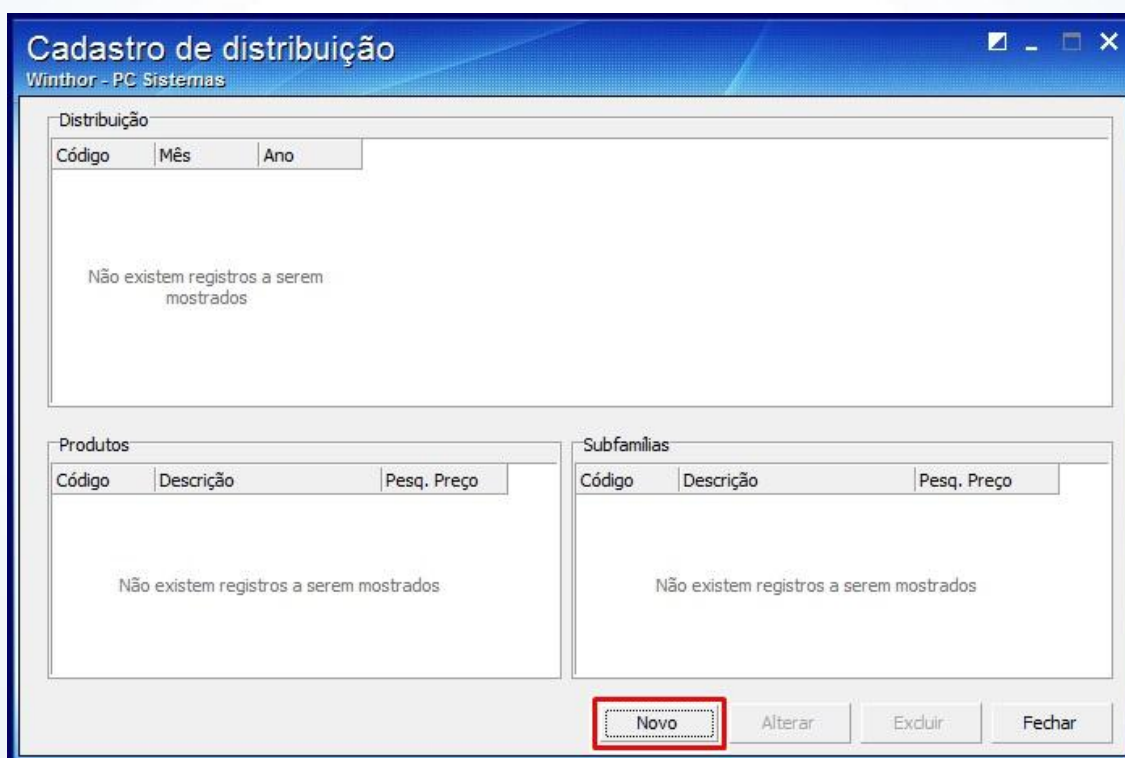 Cadastro de distribuição
Winthor - PC Sistemas
Distribuição
Código Mês Ano
Não existem registros a serem
mostrados
Produtos
Código Descrição Pesq. Preço
Não existem registros a serem mostrados
Subfamílias
Código Descrição Pesq. Preço
Não existem registros a serem mostrados
Novo Alterar Excluir Fechar